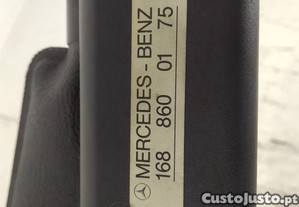 MERCEDES - BENZ
168 860 01 75
CustoJusto.pt